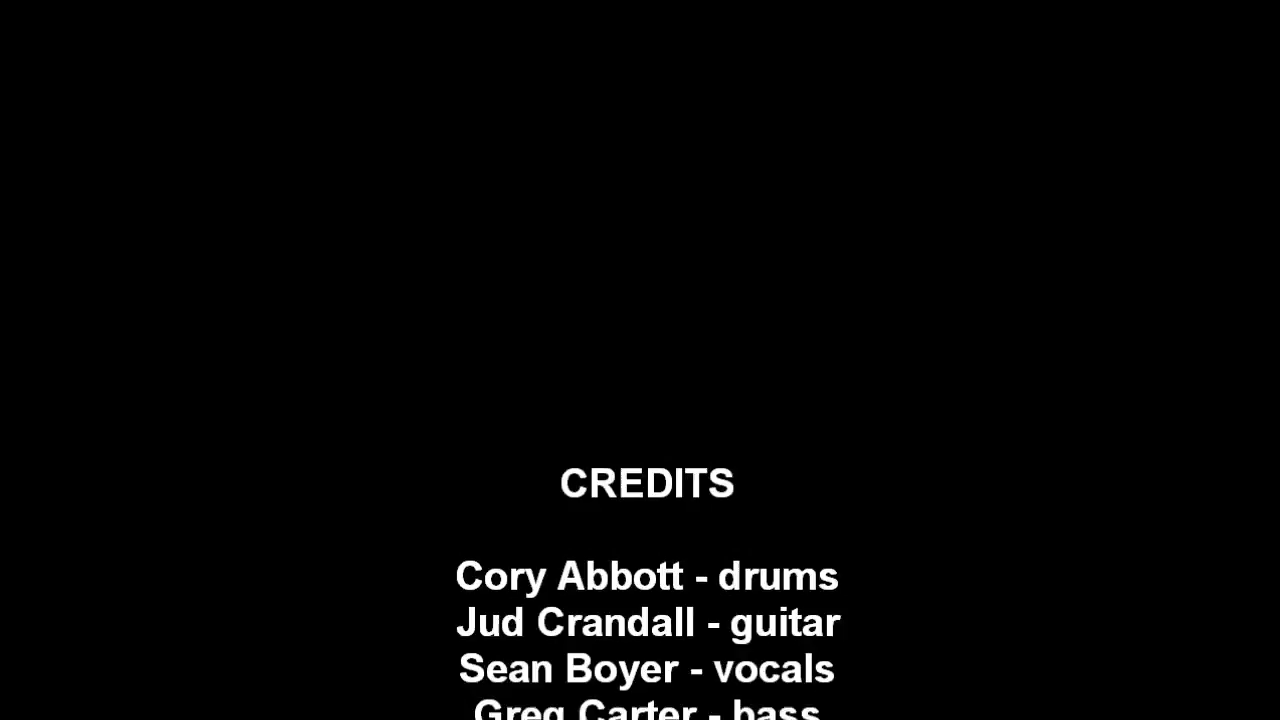 CREDITS
Cory Abbott - drums
Jud Crandall - guitar
Sean Boyer - vocals
Greg Carter - bass